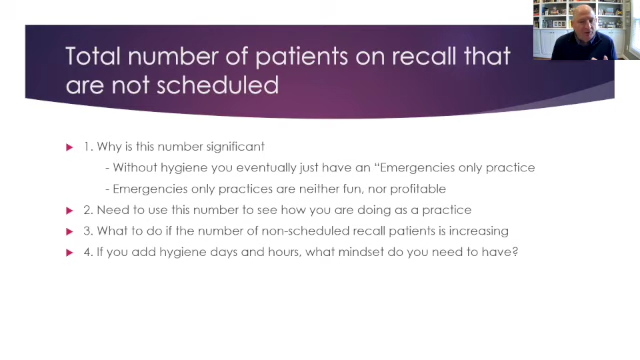 Total number of patients on recall that
are not scheduled
1. Why is this number significant
- Without hygiene you eventually just have an “Emergencies only practice
- Emergencies only practices are neither fun, nor profitable
2. Need to use this number to see how you are doing as a practice
3. What to do if the number of non-scheduled recall patients is increasing
4. If you add hygiene days and hours, what mindset do you need to have?